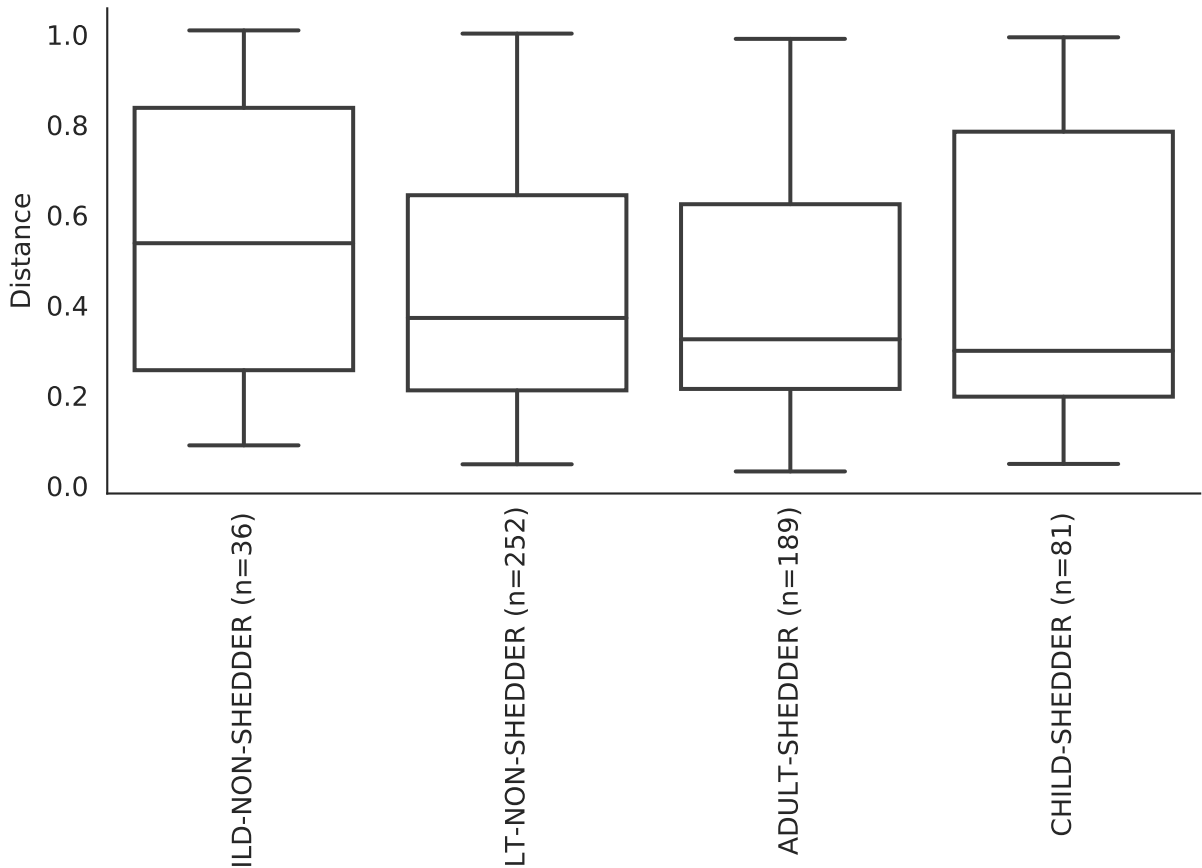 1.0
0.8
0.6
0.4
0.2
0.0
Distance
ILD-NON-SHEDDER (n=36)
LT-NON-SHEDDER (n=252)
ADULT-SHEDDER (n=189)
CHILD-SHEDDER (n=81)